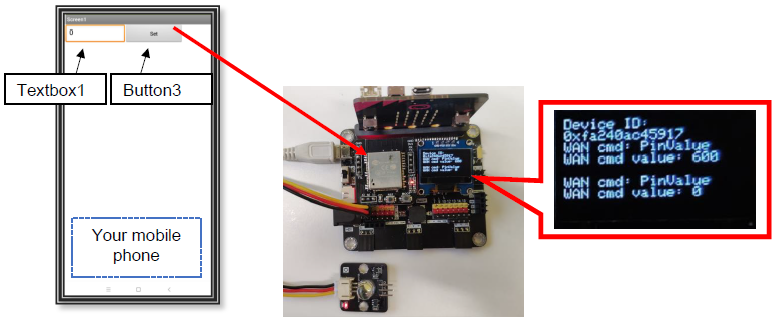 Screen1
0
Set
Textbox1
Button3
Your mobile
phone
Device ID:
0xfa240ac45917
WAN cmd: PinValue
WAN cmd value: 600
WAN cmd: PinValue
WAN cmd value: 0